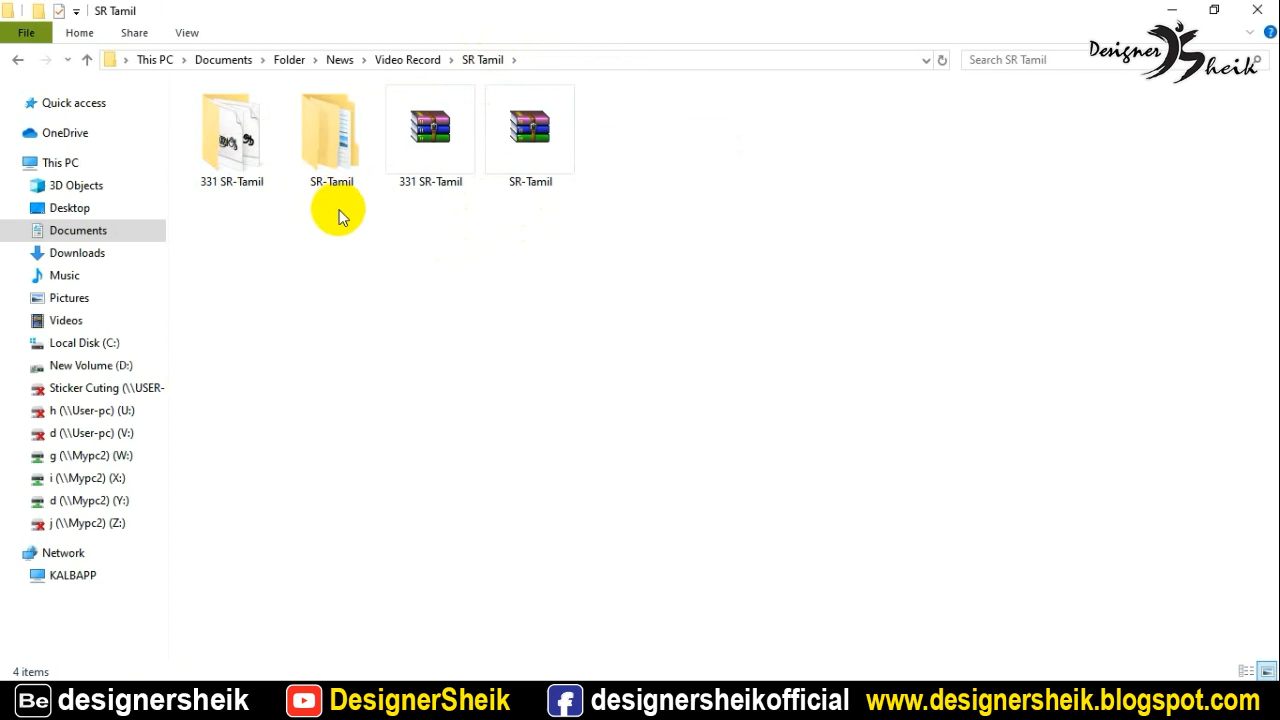 SR Tamil
File Home Share View
This PC Documents Folder News Video Record SR Tamil
Search SR Tamil
Designer
Sheik
Quick access
OneDrive
This PC
3D Objects
Desktop
Documents
Downloads
Music
Pictures
Videos
Local Disk (C:)
New Volume (D:)
Sticker Cuting (\\USER-
h (\\User-pc) (U:)
d (\\User-pc) (V:)
g (\\Mypc2) (W:)
i (\\Mypc2) (X:)
d (\\Mypc2) (Y:)
j (\\Mypc2) (Z:)
Network
KALBAPP
331 SR-Tamil SR-Tamil 331 SR-Tamil SR-Tamil
4 items
Be designersheik DesignerSheik f designersheikofficial www.designersheik.blogspot.com